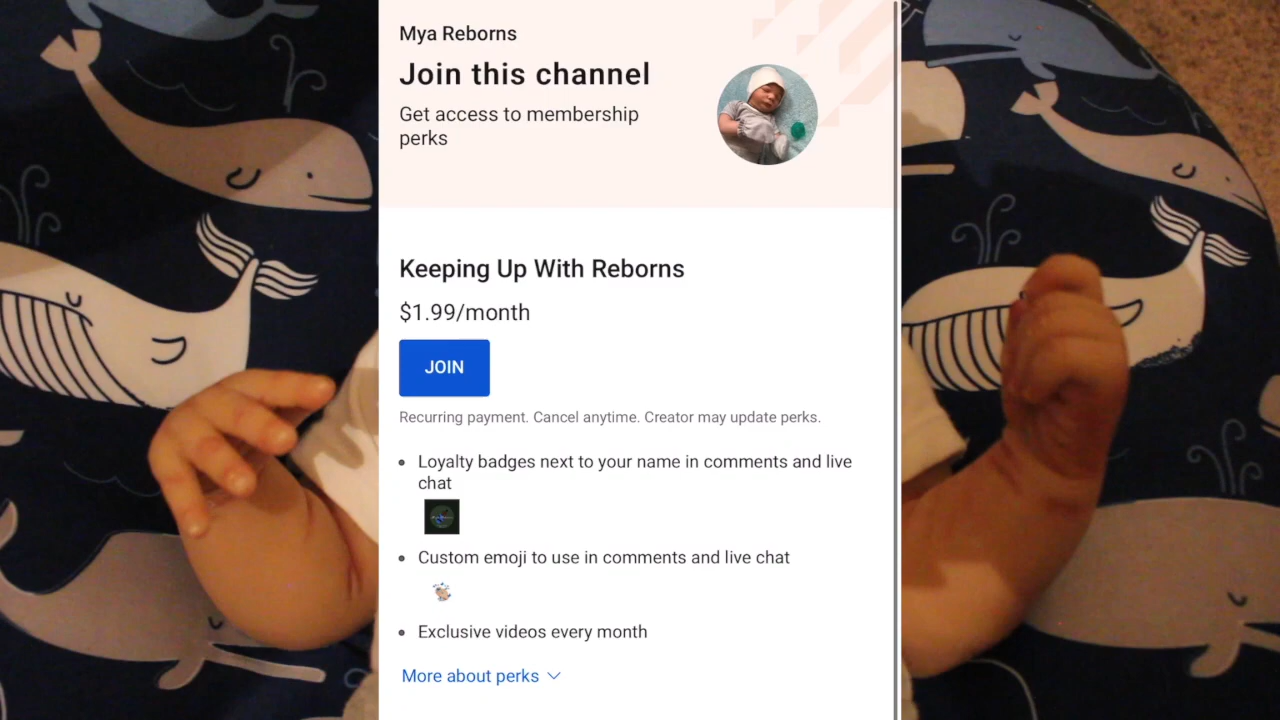 Mya Reborns
Join this channel
Get access to membership
perks
Keeping Up With Reborns
$1.99/month
JOIN
Recurring payment. Cancel anytime. Creator may update perks.
Loyalty badges next to your name in comments and live
chat
Custom emoji to use in comments and live chat
Exclusive videos every month
More about perks